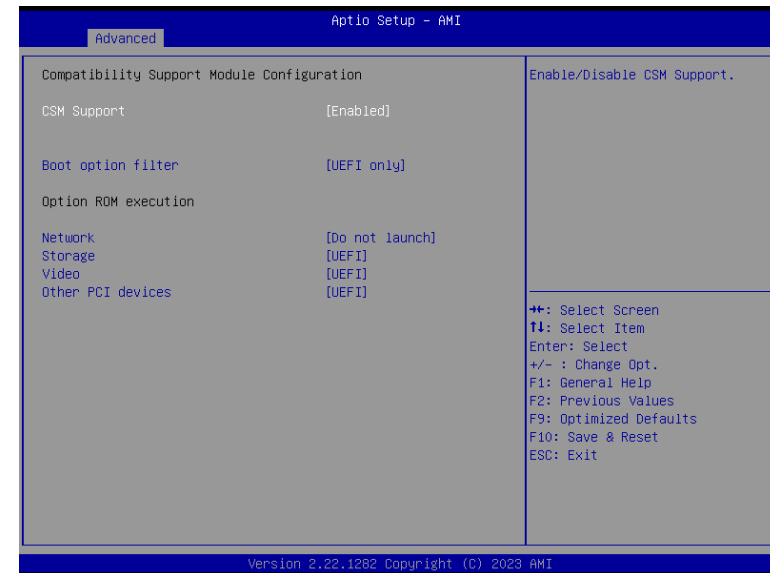 Aptio Setup – AMI
Advanced
Compatibility Support Module Configuration
CSM Support [Enabled]
Boot option filter [UEFI only]
Option ROM execution
Network [Do not launch]
Storage [UEFI]
Video [UEFI]
Other PCI devices [UEFI]
Enable/Disable CSM Support.
→←: Select Screen
↑↓: Select Item
Enter: Select
+/- : Change Opt.
F1: General Help
F2: Previous Values
F9: Optimized Defaults
F10: Save & Reset
ESC: Exit
Version 2.22.1282 Copyright (C) 2023 AMI